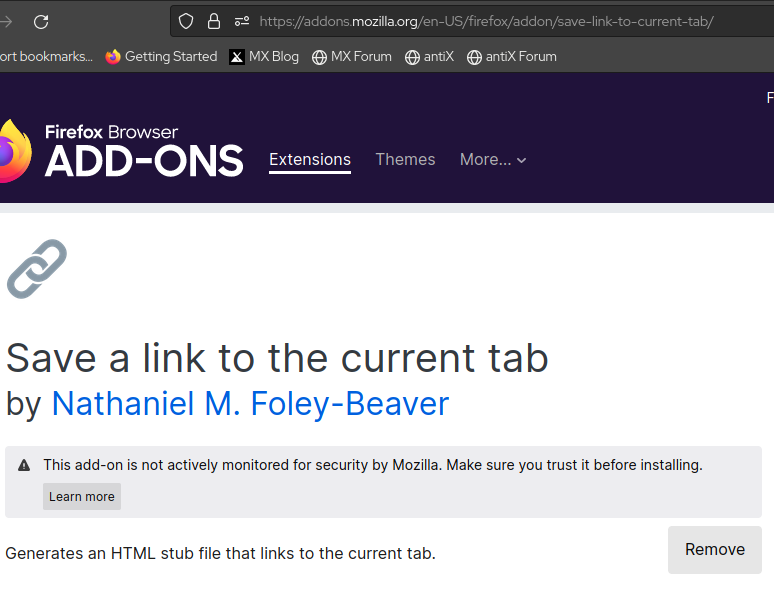 https://addons.mozilla.org/en-US/firefox/addon/save-link-to-current-tab/
ort bookmarks... Getting Started MX Blog MX Forum antiX antiX Forum
F
Firefox Browser
ADD-ONS Extensions Themes More...
Save a link to the current tab
by Nathaniel M. Foley-Beaver
This add-on is not actively monitored for security by Mozilla. Make sure you trust it before installing.
Learn more
Generates an HTML stub file that links to the current tab. Remove